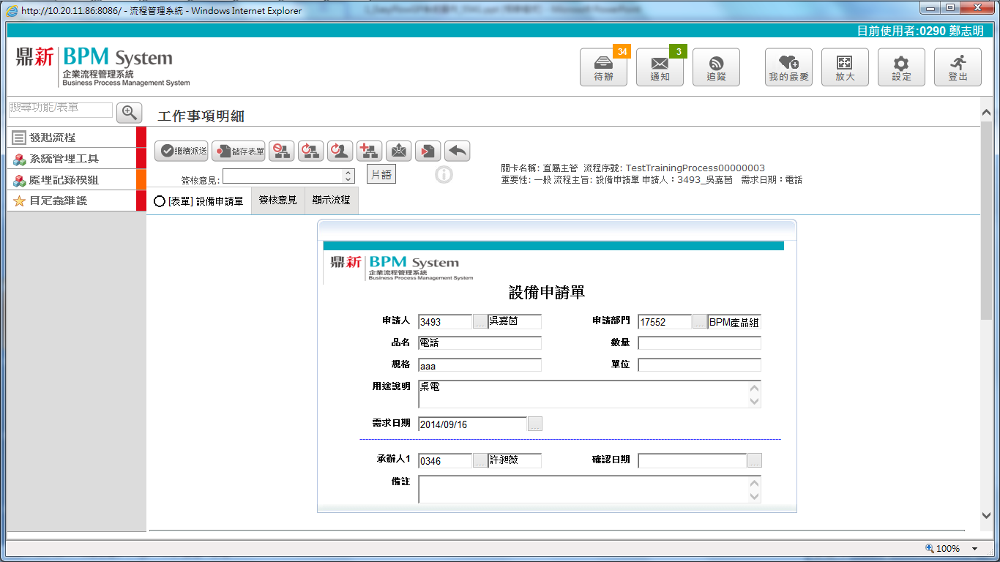 http://10.20.11.86:8086/ - 流程管理系統 - Windows Internet Explorer
目前使用者:0290 鄭志明
鼎新 BPM System
企業流程管理系統
Business Process Management System
34
待辦
3
通知
追蹤
我的最愛
放大
設定
登出
搜尋功能/表單
發起流程
系統管理工具
處理記錄模組
自定義維護
工作事項明細
繼續派送
儲存表單
簽核意見:
片語
關卡名稱: 直屬主管 流程序號: TestTrainingProcess00000003
重要性: 一般 流程主旨: 設備申請單 申請人：3493_吳嘉茵 需求日期：電話
[表單] 設備申請單
簽核意見
顯示流程
鼎新 BPM System
企業流程管理系統
Business Process Management System
設備申請單
申請人 3493 ... 吳嘉茵 申請部門 17552 ... BPM產品組
品名 電話 數量
規格 aaa 單位
用途說明 桌電
需求日期 2014/09/16 ...
承辦人1 0346 ... 許昶薇 確認日期 ...
備註
100%